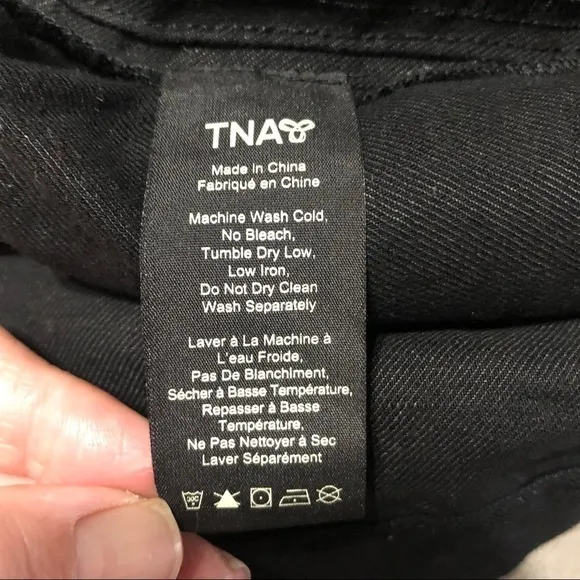 TNA
Made in China
Fabriqué en Chine
Machine Wash Cold,
No Bleach,
Tumble Dry Low,
Low Iron,
Do Not Dry Clean
Wash Separately
Laver à La Machine à
L'eau Froide,
Pas De Blanchiment,
Sécher à Basse Température,
Repasser à Basse
Température,
Ne Pas Nettoyer à Sec
Laver Séparément
30C